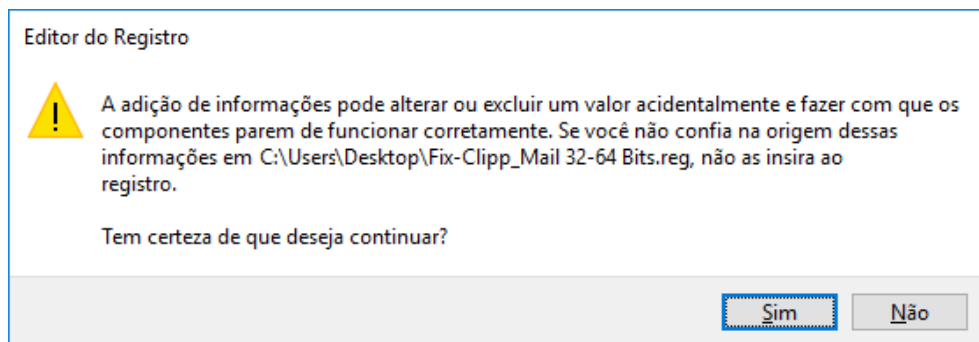 Editor do Registro
A adição de informações pode alterar ou excluir um valor acidentalmente e fazer com que os
componentes parem de funcionar corretamente. Se você não confia na origem dessas
informações em C:\Users\Desktop\Fix-Clipp_Mail 32-64 Bits.reg, não as insira ao
registro.
Tem certeza de que deseja continuar?
Sim Não